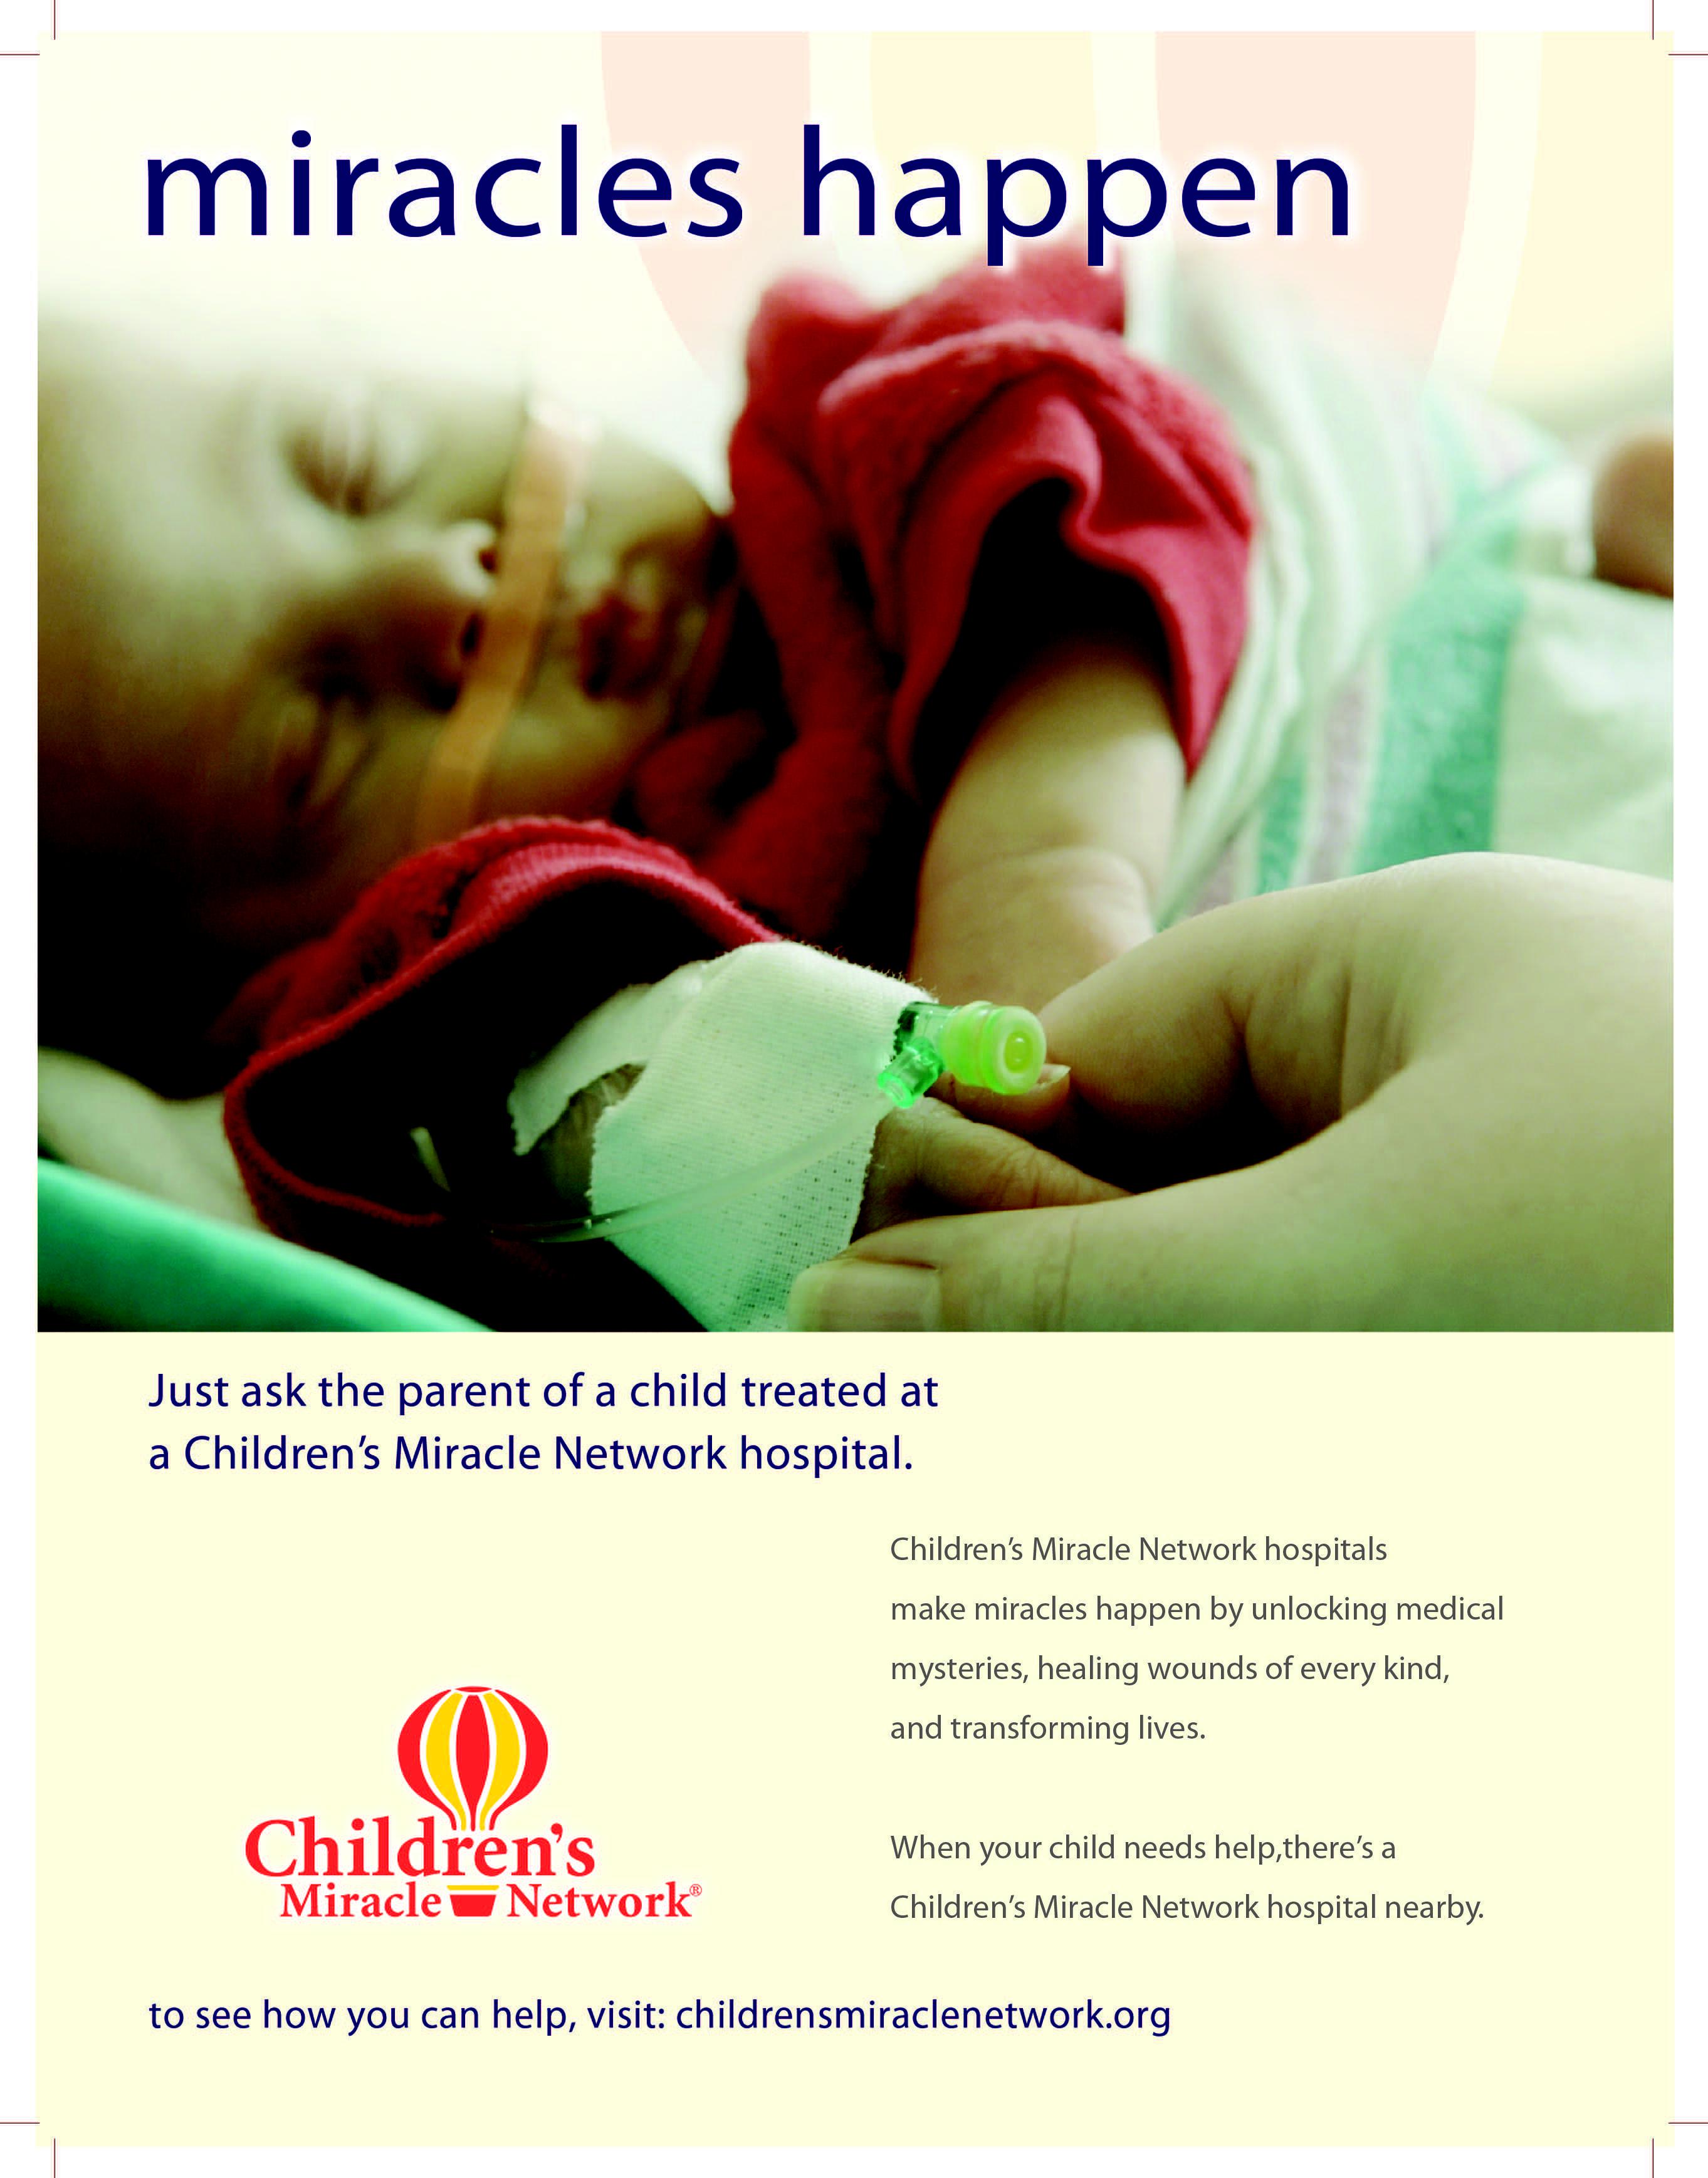 miracles happen
Just ask the parent of a child treated at
a Children's Miracle Network hospital.
Children's Miracle Network hospitals
make miracles happen by unlocking medical
mysteries, healing wounds of every kind,
and transforming lives.
When your child needs help,there's a
Children's Miracle Network hospital nearby.
Children's
Miracle Network®
to see how you can help, visit: childrensmiraclenetwork.org